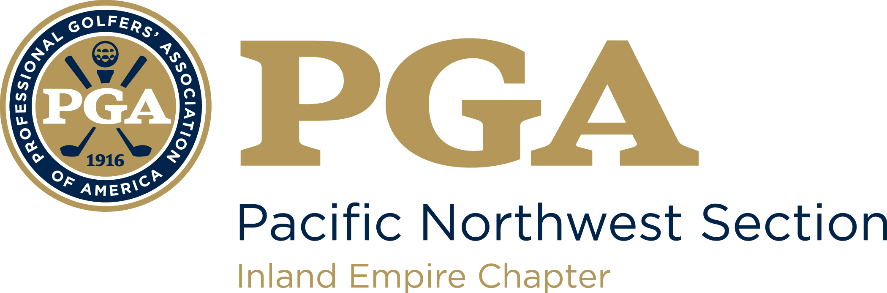 PROFESSIONAL GOLFERS' ASSOCIATION
OF AMERICA
PGA
1916
PGA
Pacific Northwest Section
Inland Empire Chapter